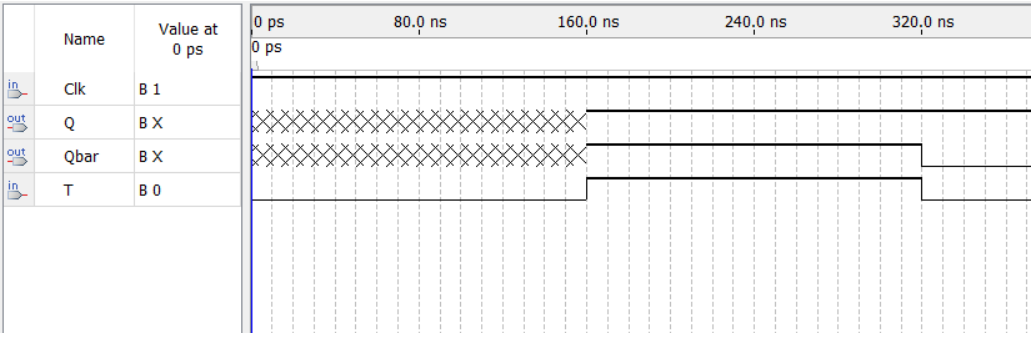 Name Value at 0 ps
0 ps 80.0 ns 160.0 ns 240.0 ns 320.0 ns
0 ps
in Clk B 1
out Q B X
out Qbar B X
in T B 0